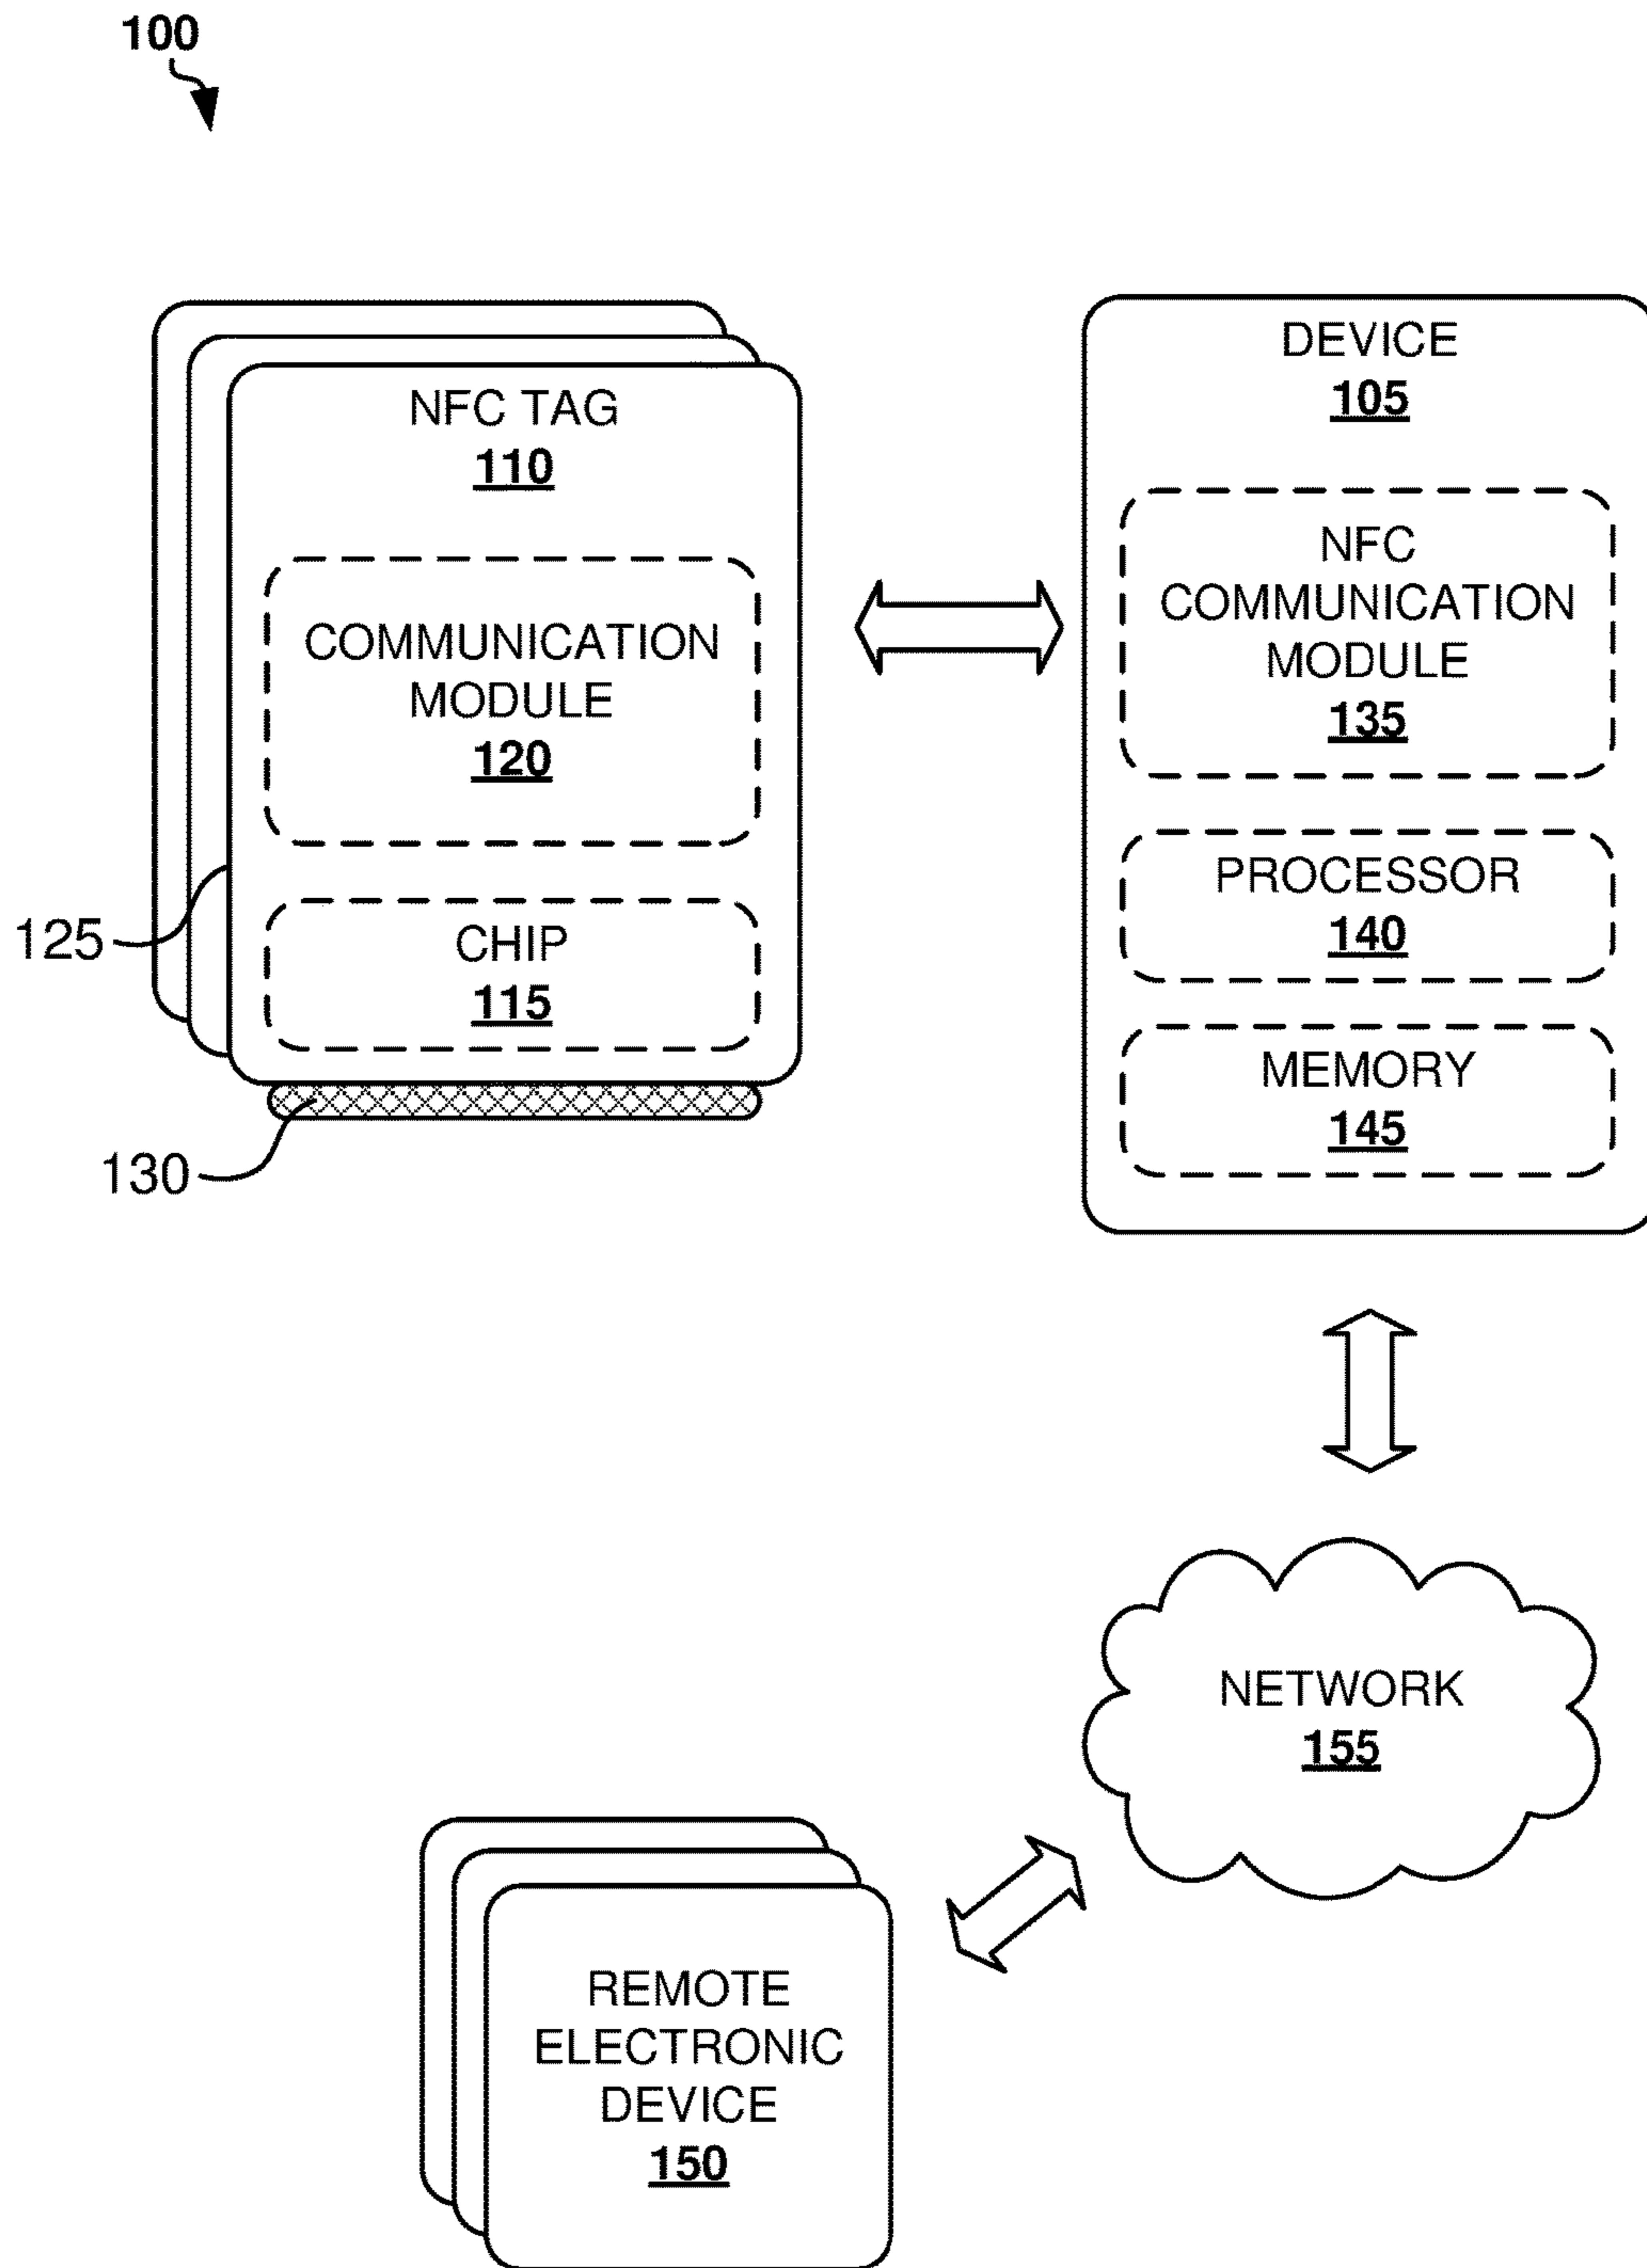 100
NFC TAG
110
COMMUNICATION
MODULE
120
CHIP
115
125
130
DEVICE
105
NFC
COMMUNICATION
MODULE
135
PROCESSOR
140
MEMORY
145
NETWORK
155
REMOTE
ELECTRONIC
DEVICE
150